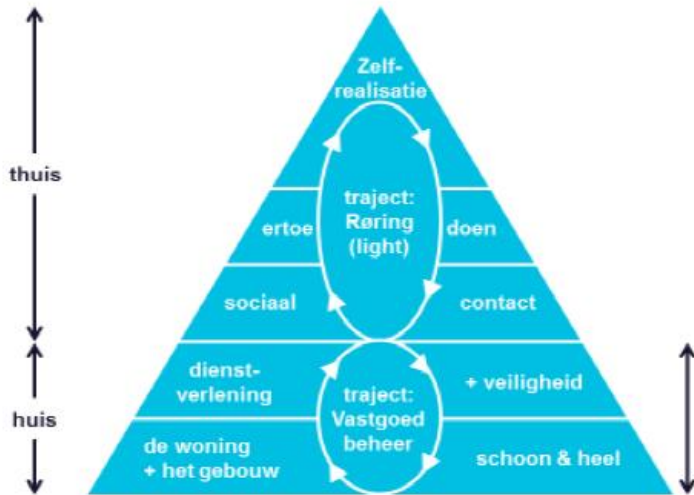 Zelf-
realisatie
thuis
traject:
Røring
(light)
ertoe
doen
sociaal
contact
dienst-
verlening
+ veiligheid
huis
traject:
Vastgoed
beheer
de woning
+ het gebouw
schoon & heel